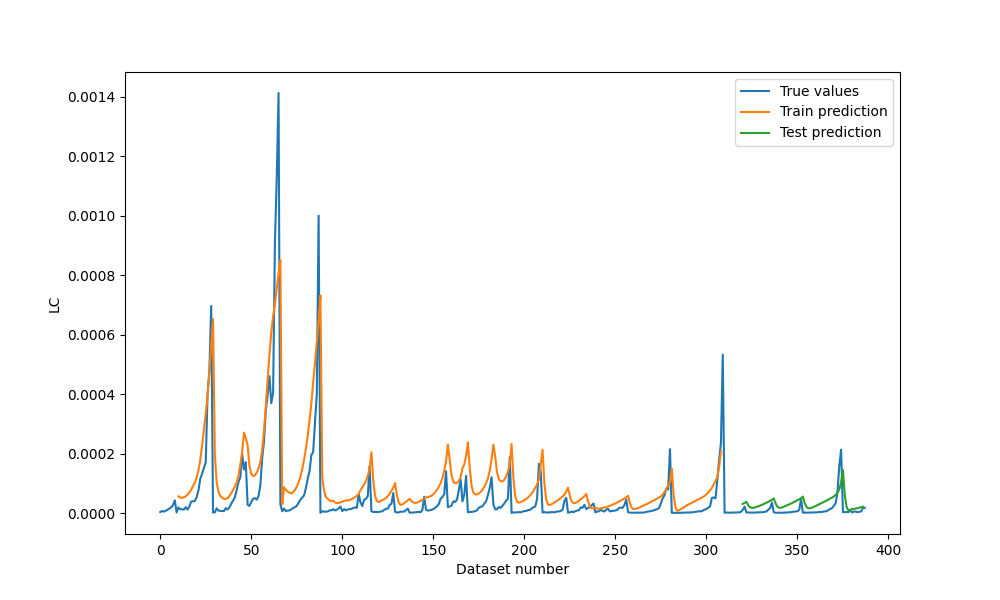 True values
Train prediction
Test prediction
0.0014
0.0012
0.0010
0.0008
0.0006
0.0004
0.0002
0.0000
LC
0 50 100 150 200 250 300 350 400
Dataset number